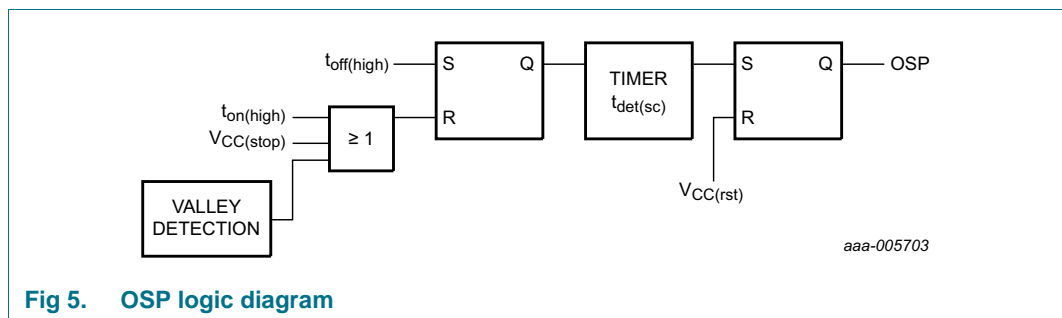 t_off(high)
S
Q
TIMER
t_det(sc)
S
Q
OSP
t_on(high)
V_CC(stop)
≥ 1
R
R
VALLEY
DETECTION
V_CC(rst)
aaa-005703
Fig 5. OSP logic diagram